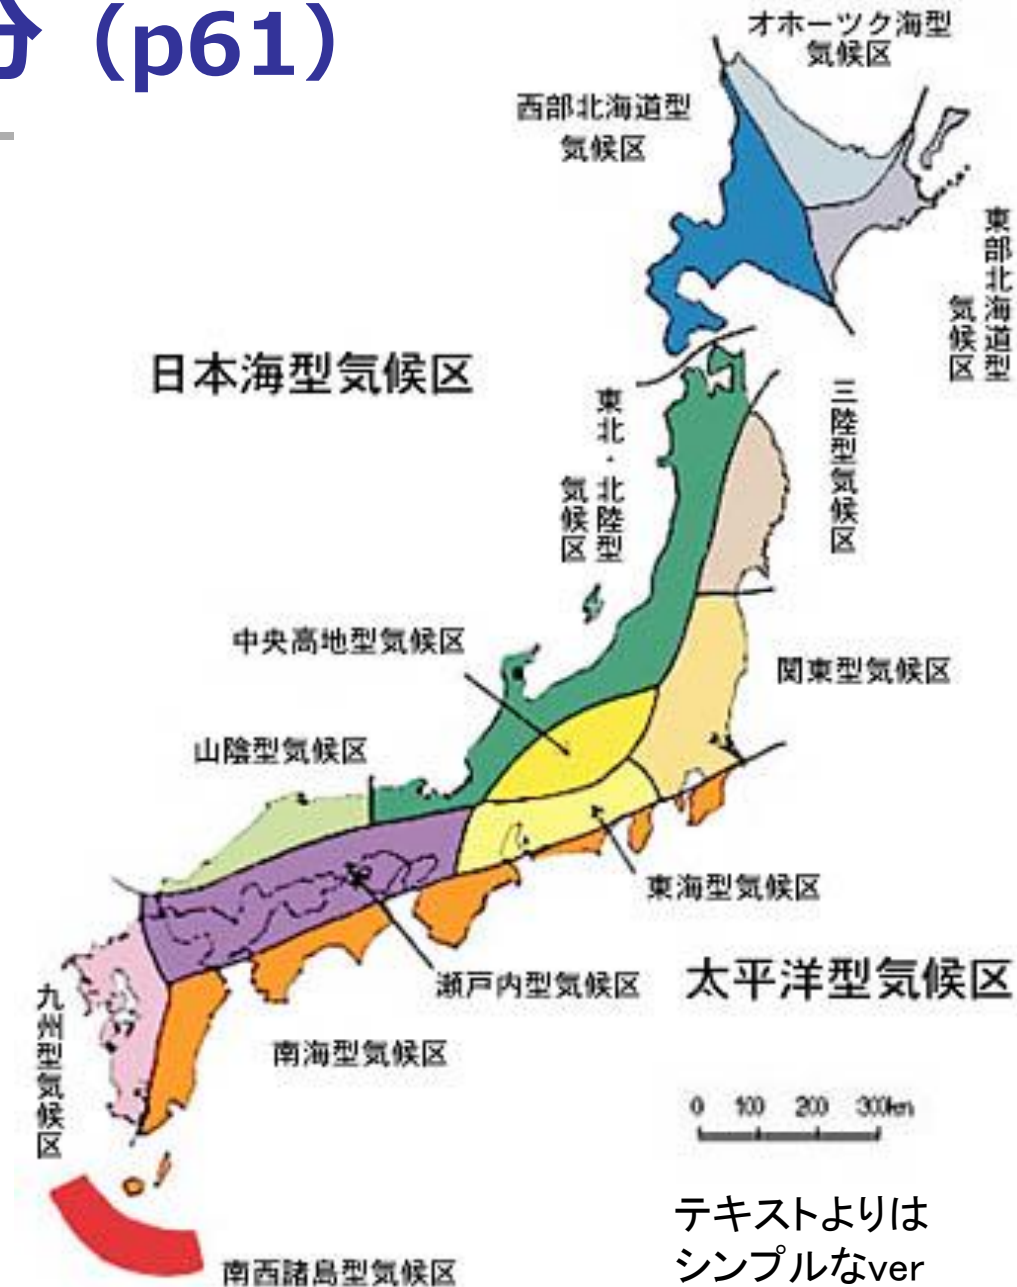 分（p61）
オホーツク海型
気候区
西部北海道型
気候区
東部北海道型
気候区
日本海型気候区
東北・北陸型
気候区
三陸型気候区
中央高地型気候区
関東型気候区
山陰型気候区
東海型気候区
瀬戸内型気候区
太平洋型気候区
九州型気候区
南海型気候区
0 100 200 300km
テキストよりは
シンプルなver
南西諸島型気候区